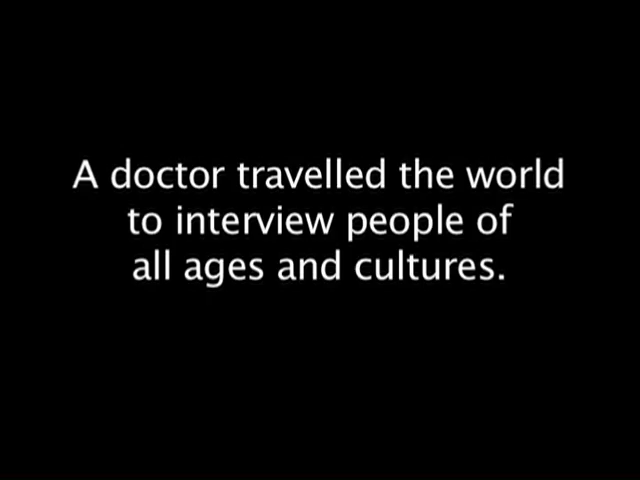 A doctor travelled the world
to interview people of
all ages and cultures.